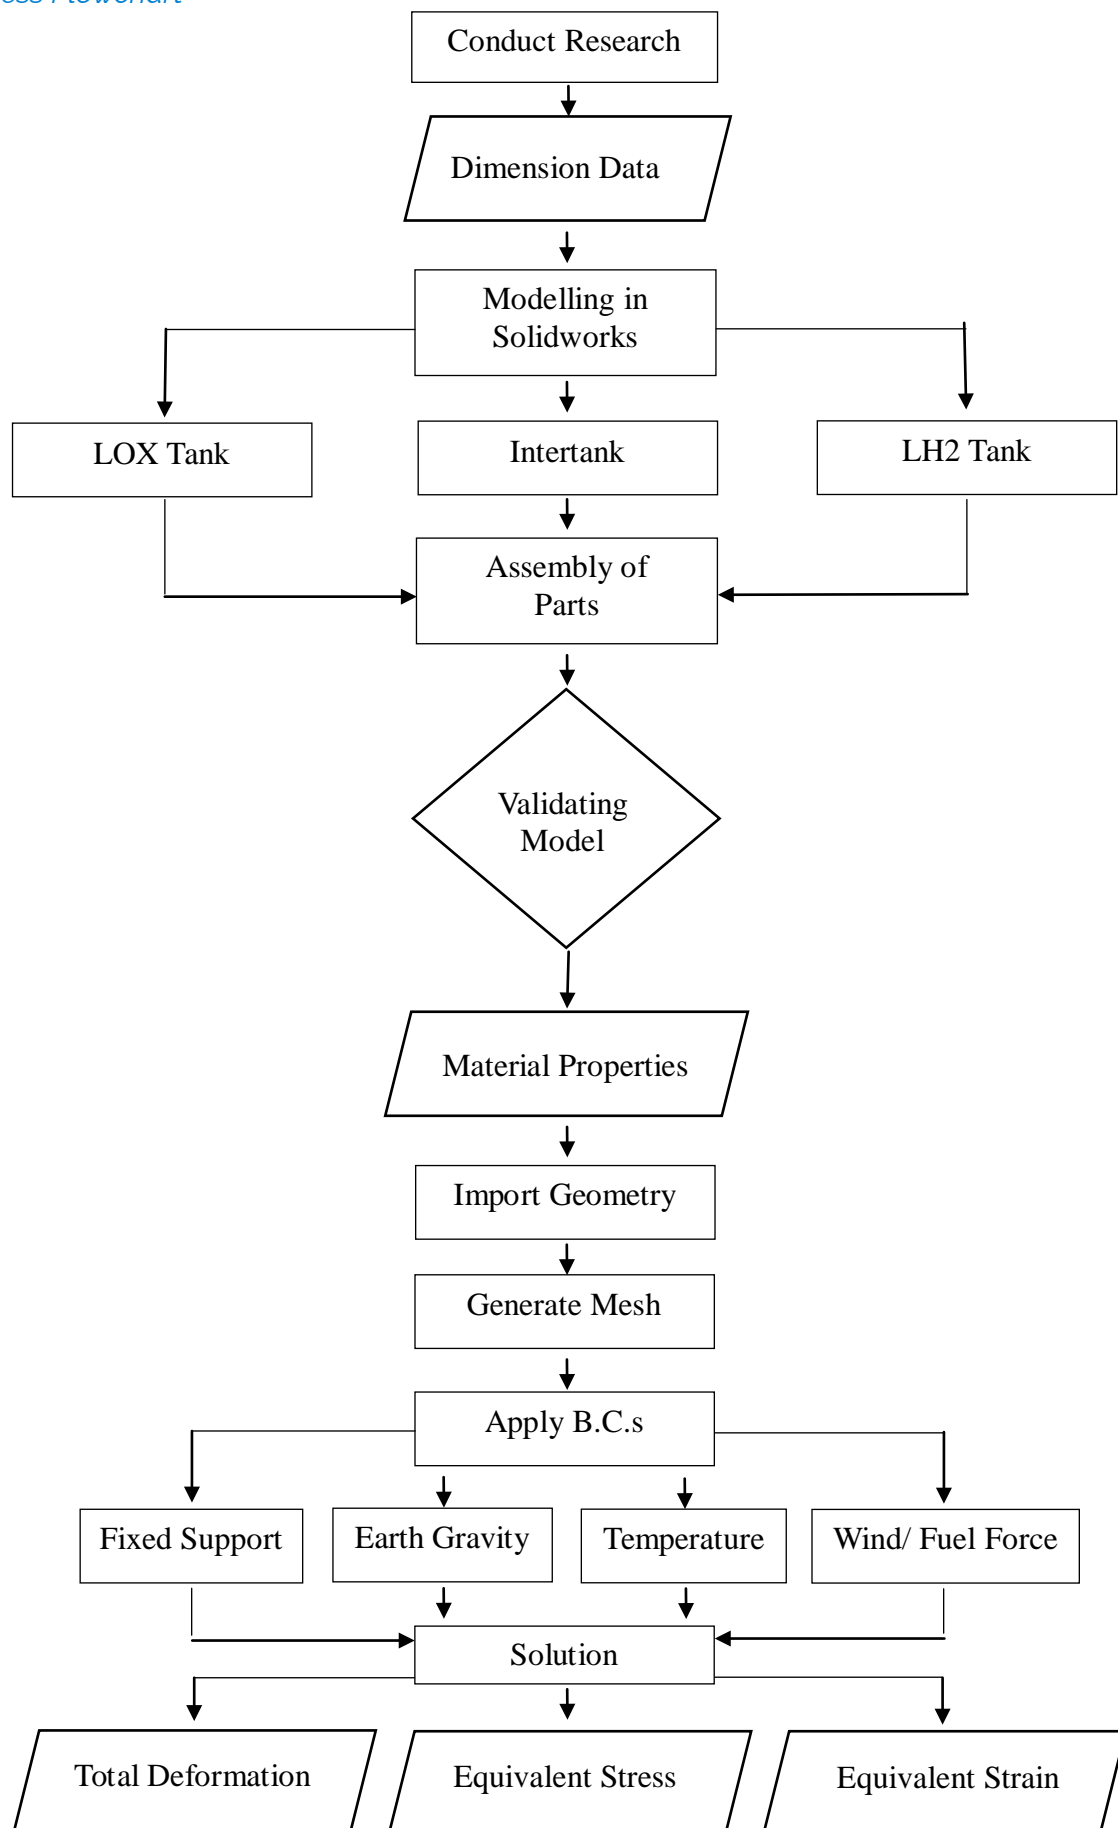 Conduct Research
Dimension Data
Modelling in
Solidworks
LOX Tank
Intertank
LH2 Tank
Assembly of
Parts
Validating
Model
Material Properties
Import Geometry
Generate Mesh
Apply B.C.s
Fixed Support
Earth Gravity
Temperature
Wind/ Fuel Force
Solution
Total Deformation
Equivalent Stress
Equivalent Strain